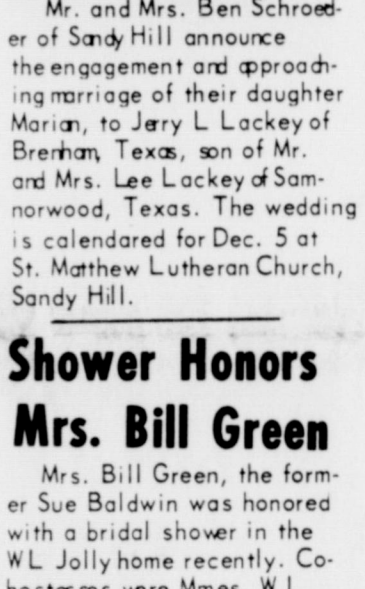 Mr. and Mrs. Ben Schroed-
er of Sandy Hill announce
the engagement and approach-
ing marriage of their daughter
Marian, to Jerry L Lackey of
Brenham, Texas, son of Mr.
and Mrs. Lee Lackey of Sam-
norwood, Texas. The wedding
is calendared for Dec. 5 at
St. Matthew Lutheran Church,
Sandy Hill.
Shower Honors
Mrs. Bill Green
Mrs. Bill Green, the form-
er Sue Baldwin was honored
with a bridal shower in the
WL Jolly home recently. Co-
hostesses were Mmes. W L